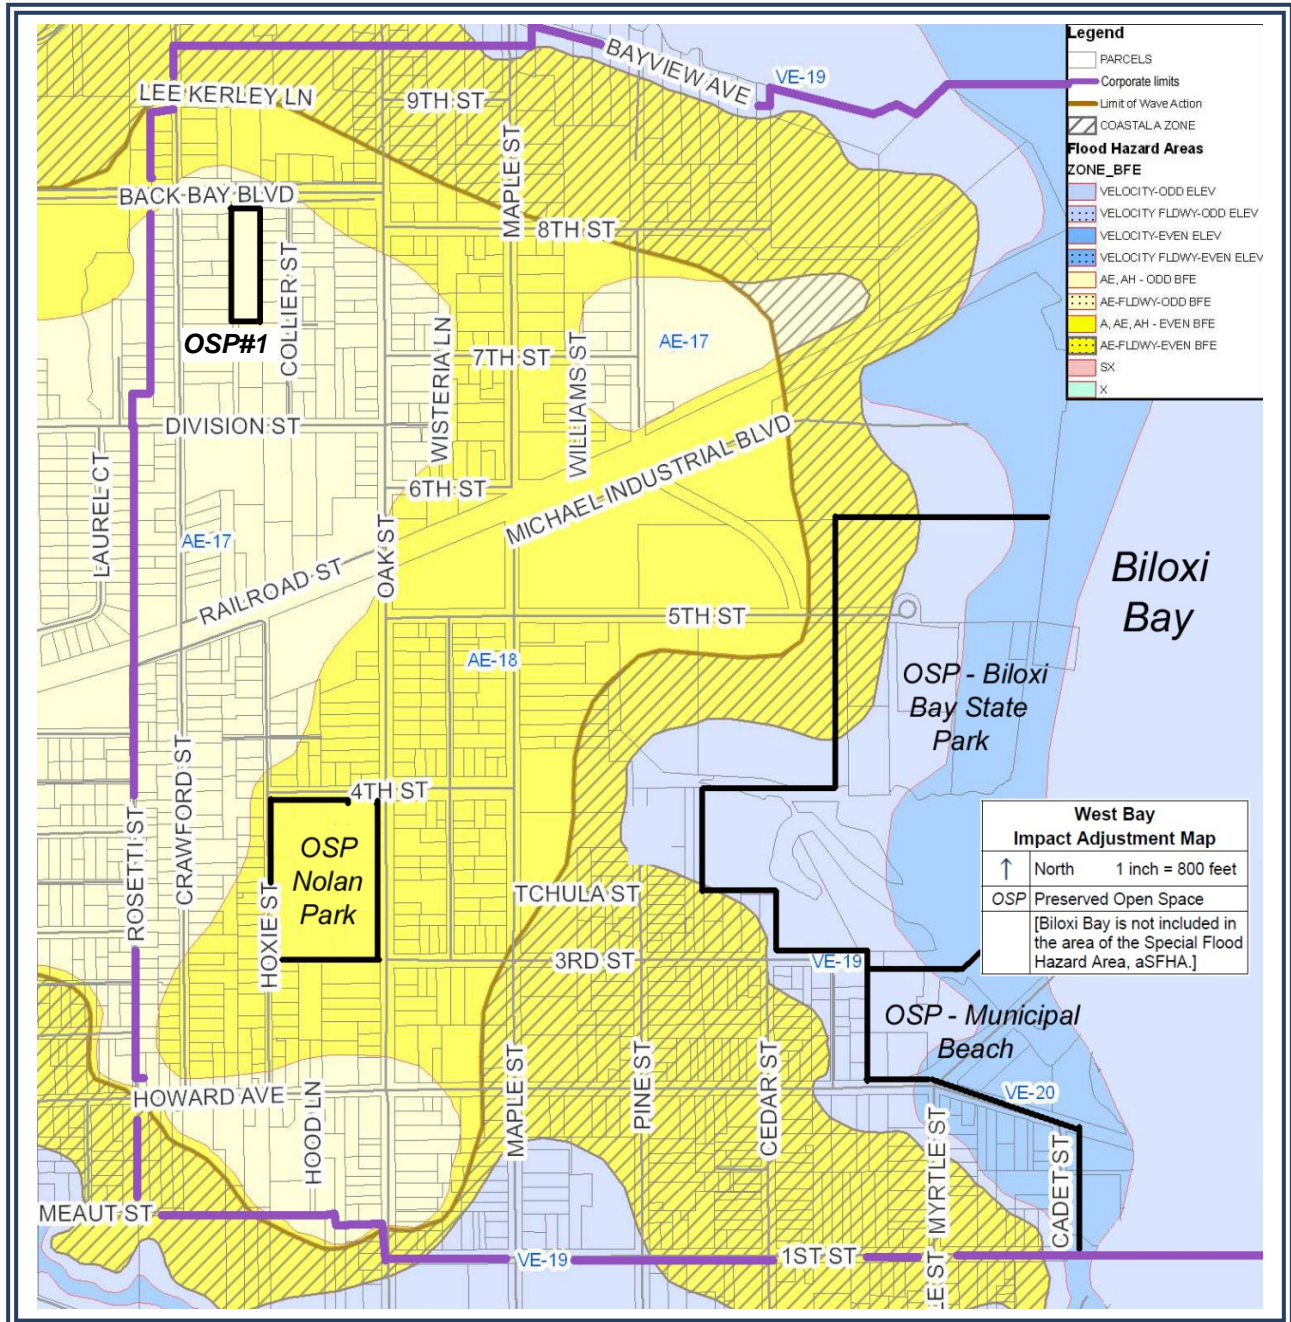 Legend
PARCELS
Corporate limits
Limit of Wave Action
COASTAL A ZONE
Flood Hazard Areas
ZONE_BFE
VELOCITY-ODD ELEV
VELOCITY FLDWY-ODD ELEV
VELOCITY-EVEN ELEV
VELOCITY FLDWY-EVEN ELEV
AE, AH - ODD BFE
AE-FLDWY-ODD BFE
A, AE, AH - EVEN BFE
AE-FLDWY-EVEN BFE
SX
X
BAYVIEW AVE
VE-19
LEE KERLEY LN
9TH ST
MAPLE ST
BACK BAY BLVD
8TH ST
COLLIER ST
OSP#1
WISTERIA LN
7TH ST
WILLIAMS ST
AE-17
DIVISION ST
LAUREL CT
6TH ST
MICHAEL INDUSTRIAL BLVD
AE-17
OAK ST
RAILROAD ST
Biloxi
Bay
5TH ST
AE-18
OSP - Biloxi
Bay State
Park
ROSETTI ST
CRAWFORD ST
4TH ST
OSP
Nolan
Park
HOXIE ST
TCHULA ST
3RD ST
VE-19
West Bay
Impact Adjustment Map
↑ North 1 inch = 800 feet
OSP Preserved Open Space
[Biloxi Bay is not included in
the area of the Special Flood
Hazard Area, aSFHA.]
OSP - Municipal
Beach
HOWARD AVE
HOOD LN
MAPLE ST
PINE ST
CEDAR ST
VE-20
MYRTLE ST
CADET ST
MEAUT ST
VE-19
1ST ST
LE ST